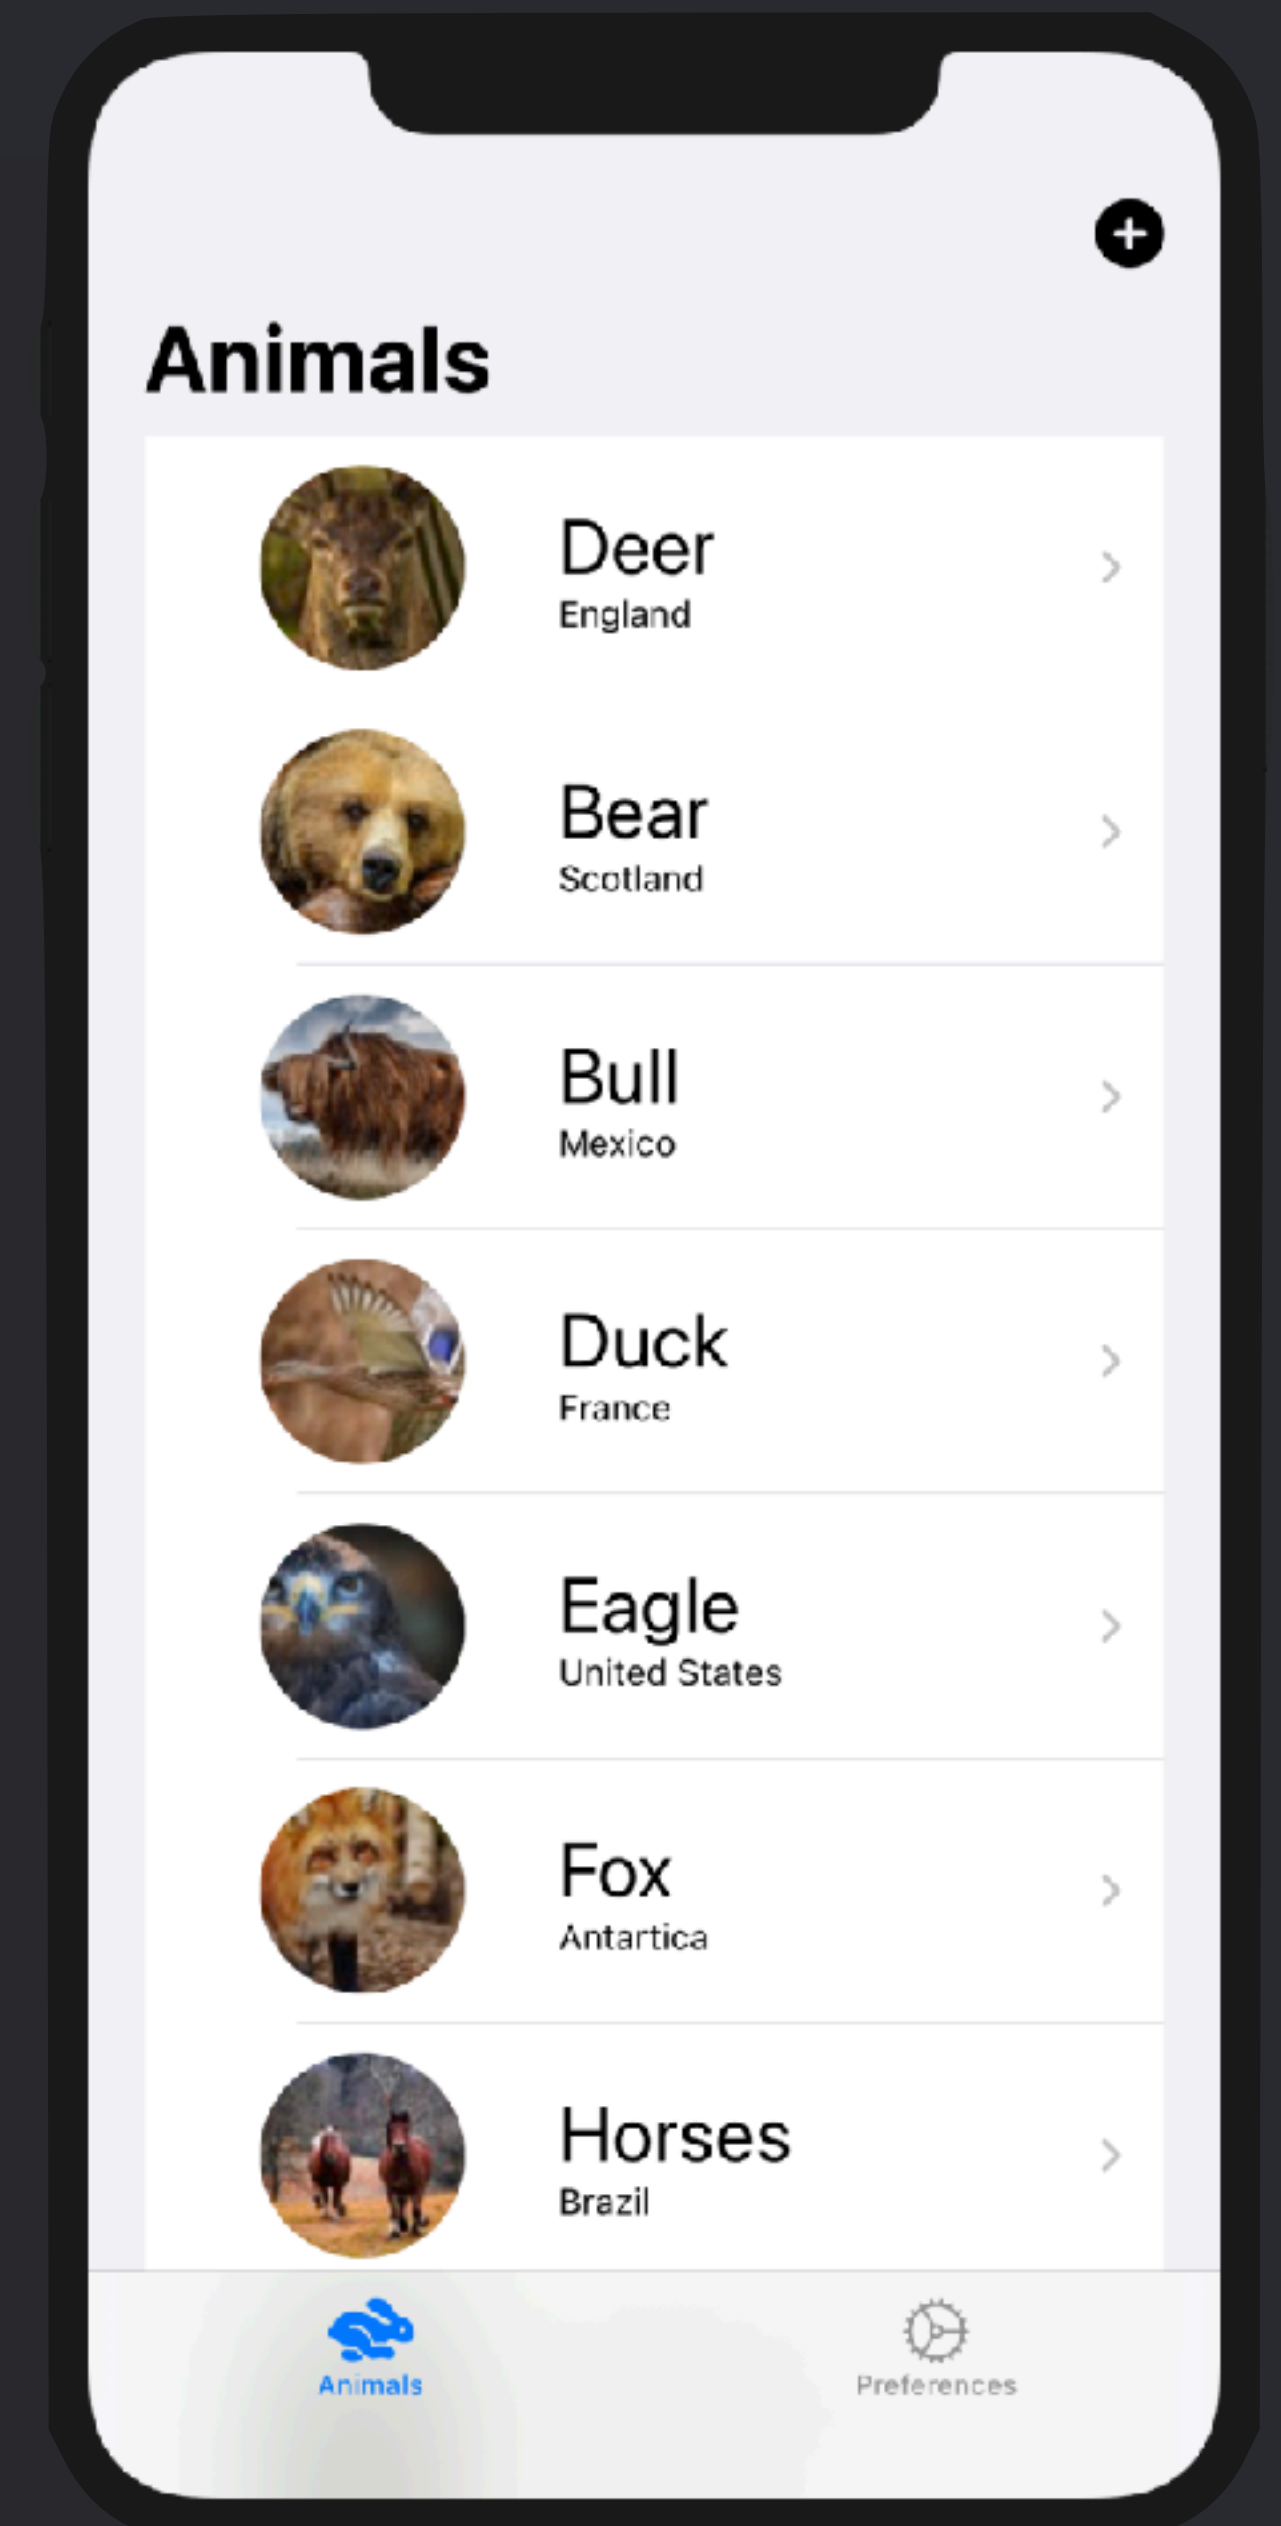 Animals
Deer
England
Bear
Scotland
Bull
Mexico
Duck
France
Eagle
United States
Fox
Antartica
Horses
Brazil
Animals
Preferences